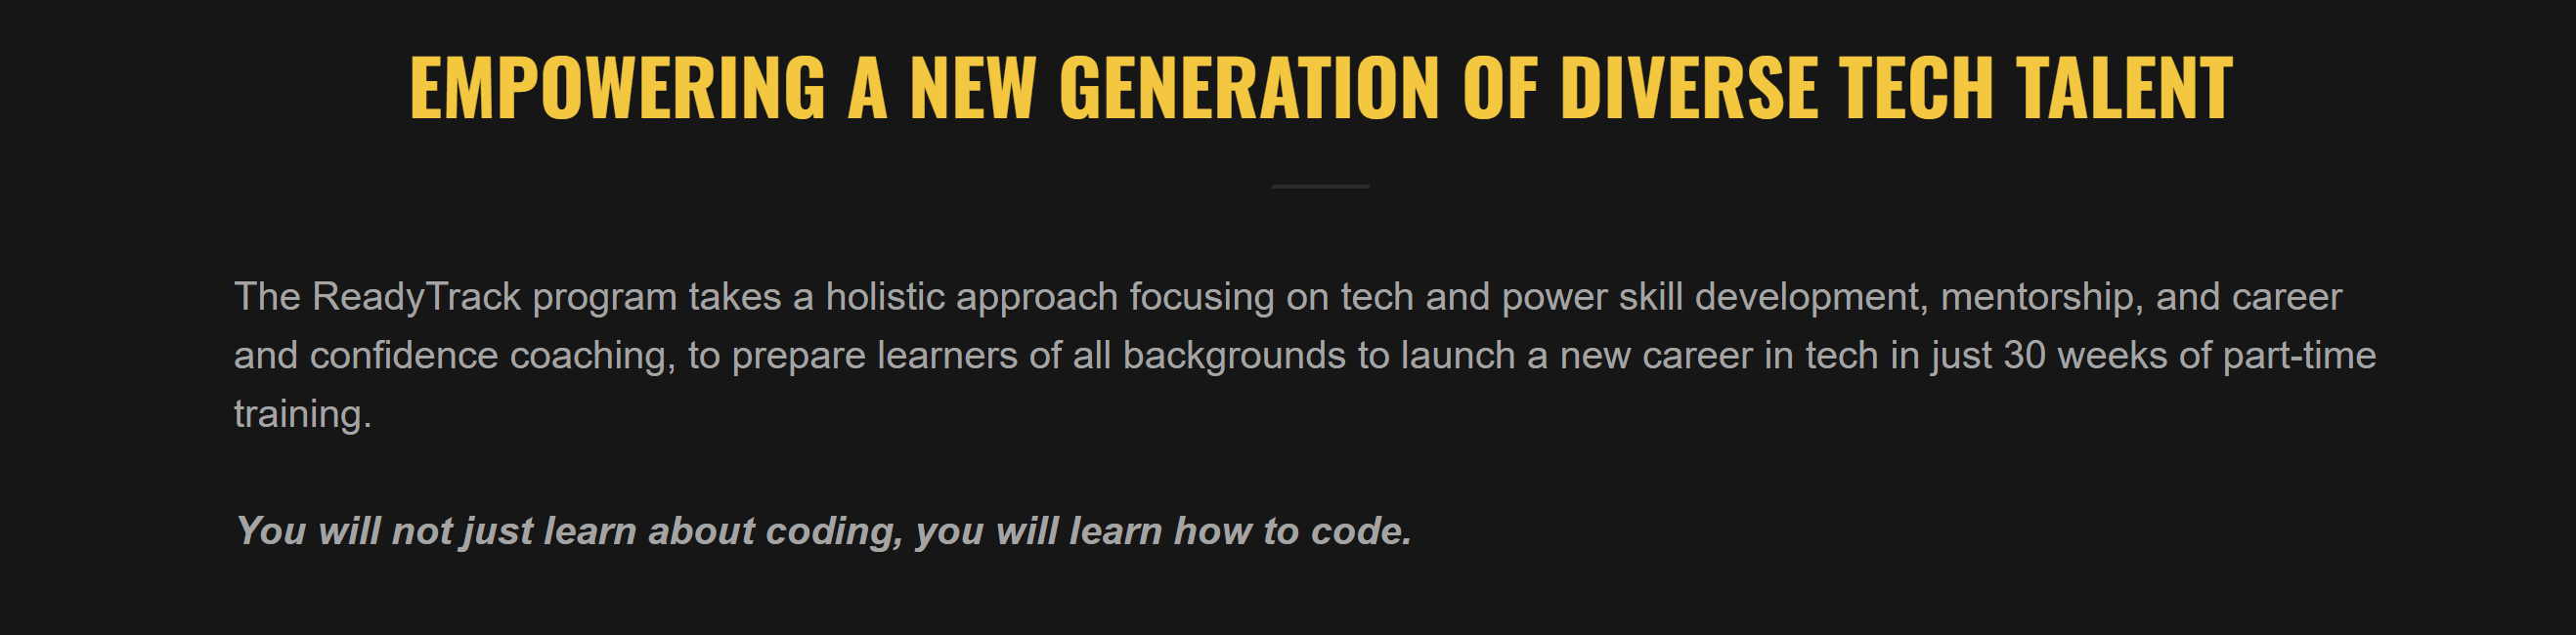 EMPOWERING A NEW GENERATION OF DIVERSE TECH TALENT
The ReadyTrack program takes a holistic approach focusing on tech and power skill development, mentorship, and career
and confidence coaching, to prepare learners of all backgrounds to launch a new career in tech in just 30 weeks of part-time
training.
You will not just learn about coding, you will learn how to code.